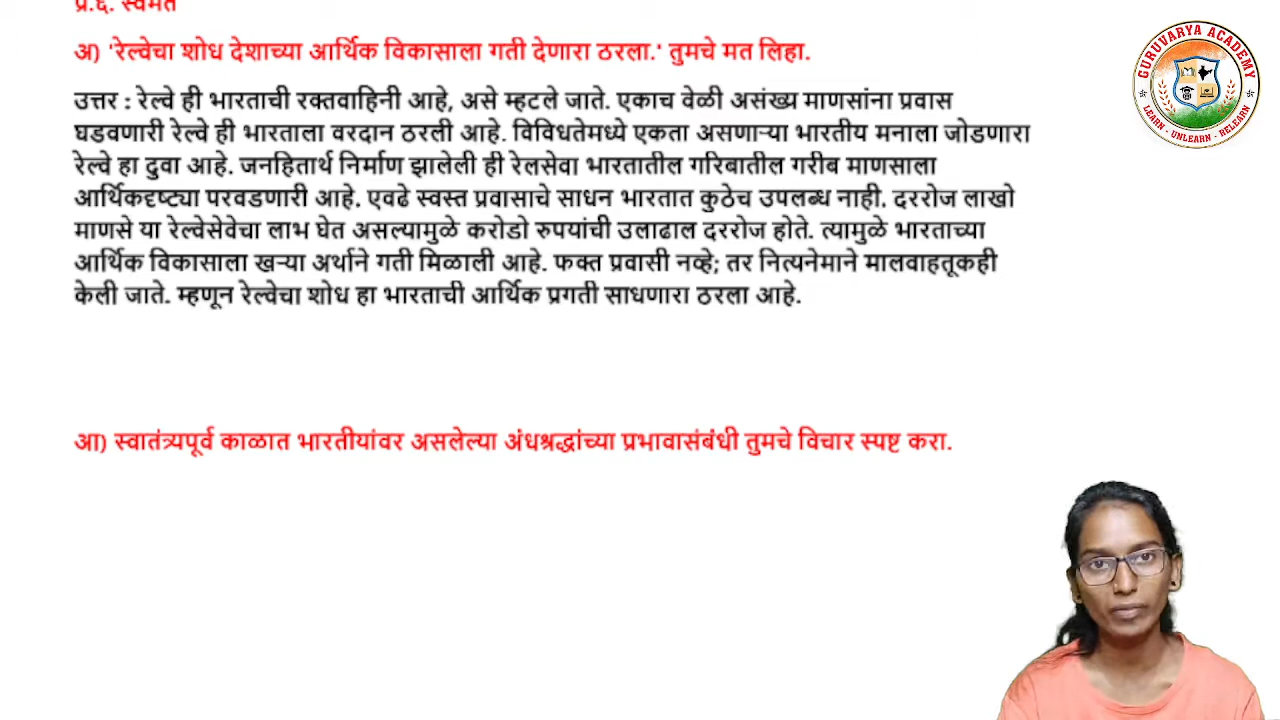 प्र.६. स्वमत
अ) 'रेल्वेचा शोध देशाच्या आर्थिक विकासाला गती देणारा ठरला.' तुमचे मत लिहा.
उत्तर : रेल्वे ही भारताची रक्तवाहिनी आहे, असे म्हटले जाते. एकाच वेळी असंख्य माणसांना प्रवास
घडवणारी रेल्वे ही भारताला वरदान ठरली आहे. विविधतेमध्ये एकता असणाऱ्या भारतीय मनाला जोडणारा
रेल्वे हा दुवा आहे. जनहितार्थ निर्माण झालेली ही रेलसेवा भारतातील गरिबातील गरीब माणसाला
आर्थिकदृष्ट्या परवडणारी आहे. एवढे स्वस्त प्रवासाचे साधन भारतात कुठेच उपलब्ध नाही. दररोज लाखो
माणसे या रेल्वेसेवेचा लाभ घेत असल्यामुळे करोडो रुपयांची उलाढाल दररोज होते. त्यामुळे भारताच्या
आर्थिक विकासाला खऱ्या अर्थाने गती मिळाली आहे. फक्त प्रवासी नव्हे; तर नित्यनेमाने मालवाहतूकही
केली जाते. म्हणून रेल्वेचा शोध हा भारताची आर्थिक प्रगती साधणारा ठरला आहे.
आ) स्वातंत्र्यपूर्व काळात भारतीयांवर असलेल्या अंधश्रद्धांच्या प्रभावासंबंधी तुमचे विचार स्पष्ट करा.
GURUVARYA ACADEMY
LEARN - UNLEARN - RELEARN